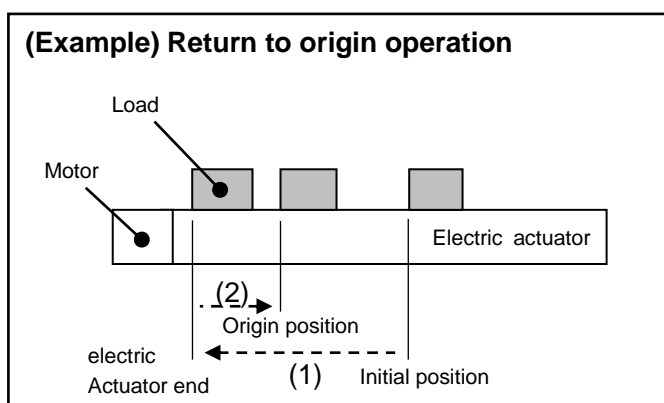 (Example) Return to origin operation
Load
Motor
Electric actuator
(2)
Origin position
electric
Actuator end
(1)
Initial position